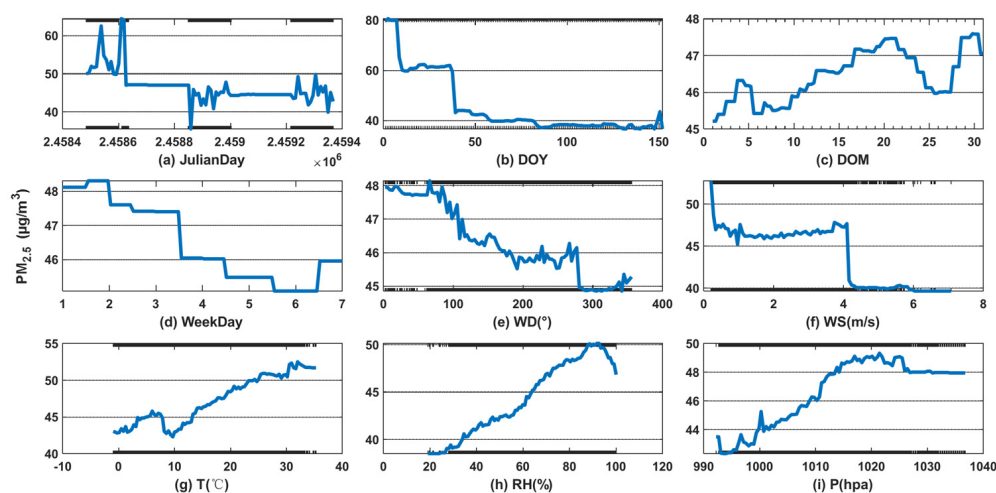 60
50
40
2.4584 2.4586 2.4588 2.459 2.4592 2.4594
×10⁶
(a) JulianDay
80
60
40
0 50 100 150
(b) DOY
48
47
46
45
0 5 10 15 20 25 30
(c) DOM
PM2.5 (µg/m³)
48
47
46
1 2 3 4 5 6 7
(d) WeekDay
48
47
46
45
0 100 200 300 400
(e) WD(°)
50
45
40
0 2 4 6 8
(f) WS(m/s)
55
50
45
40
-10 0 10 20 30 40
(g) T(℃)
50
45
40
0 20 40 60 80 100 120
(h) RH(%)
50
48
46
44
990 1000 1010 1020 1030 1040
(i) P(hpa)